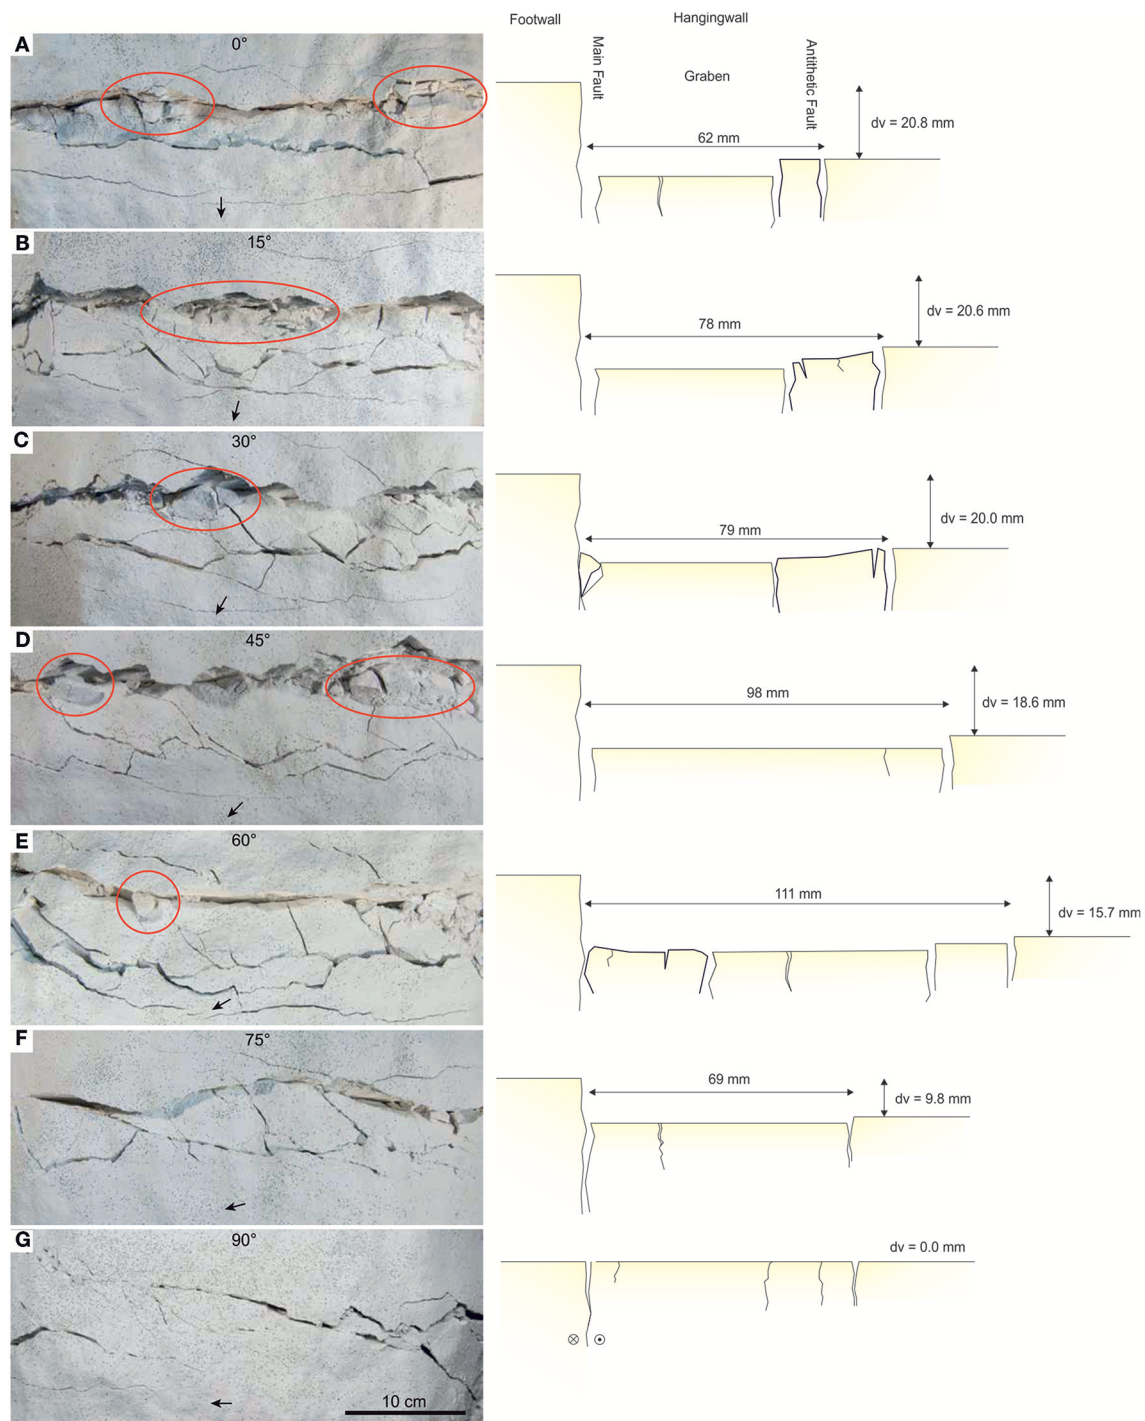 Footwall
Hangingwall
Main Fault
Graben
Antithetic Fault
A
0°
62 mm
dv = 20.8 mm
B
15°
78 mm
dv = 20.6 mm
C
30°
79 mm
dv = 20.0 mm
D
45°
98 mm
dv = 18.6 mm
E
60°
111 mm
dv = 15.7 mm
F
75°
69 mm
dv = 9.8 mm
G
90°
dv = 0.0 mm
10 cm